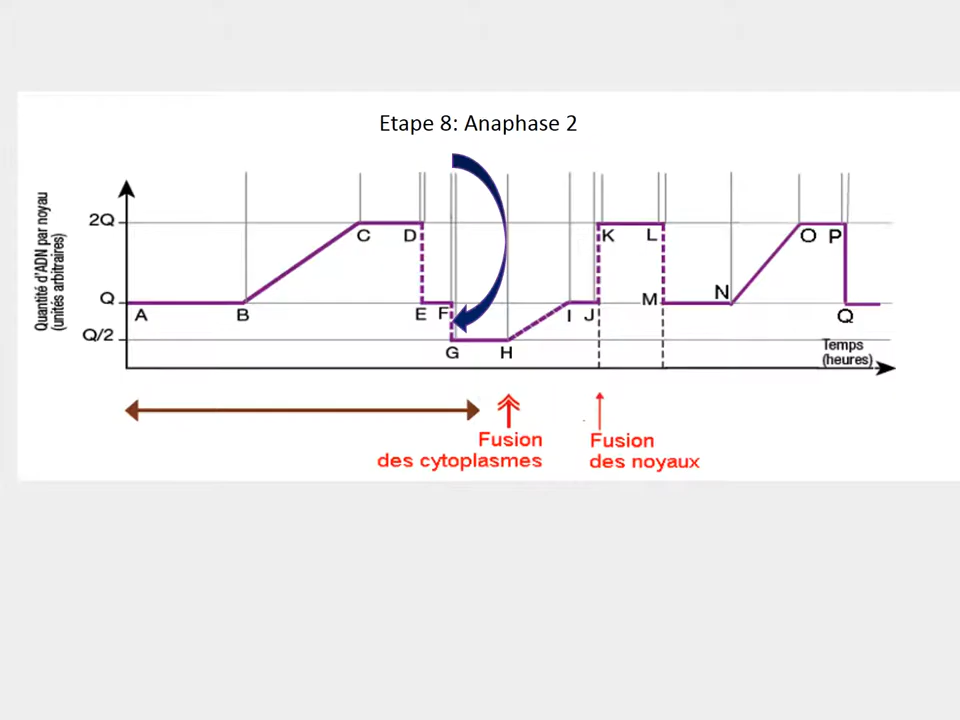 Etape 8: Anaphase 2
Quantité d'ADN par noyau
(unités arbitraires)
2Q
C
D
K
L
O
P
Q
A
B
E
F
I
J
M
N
Q
Q/2
G
H
Temps
(heures)
Fusion
des cytoplasmes
Fusion
des noyaux